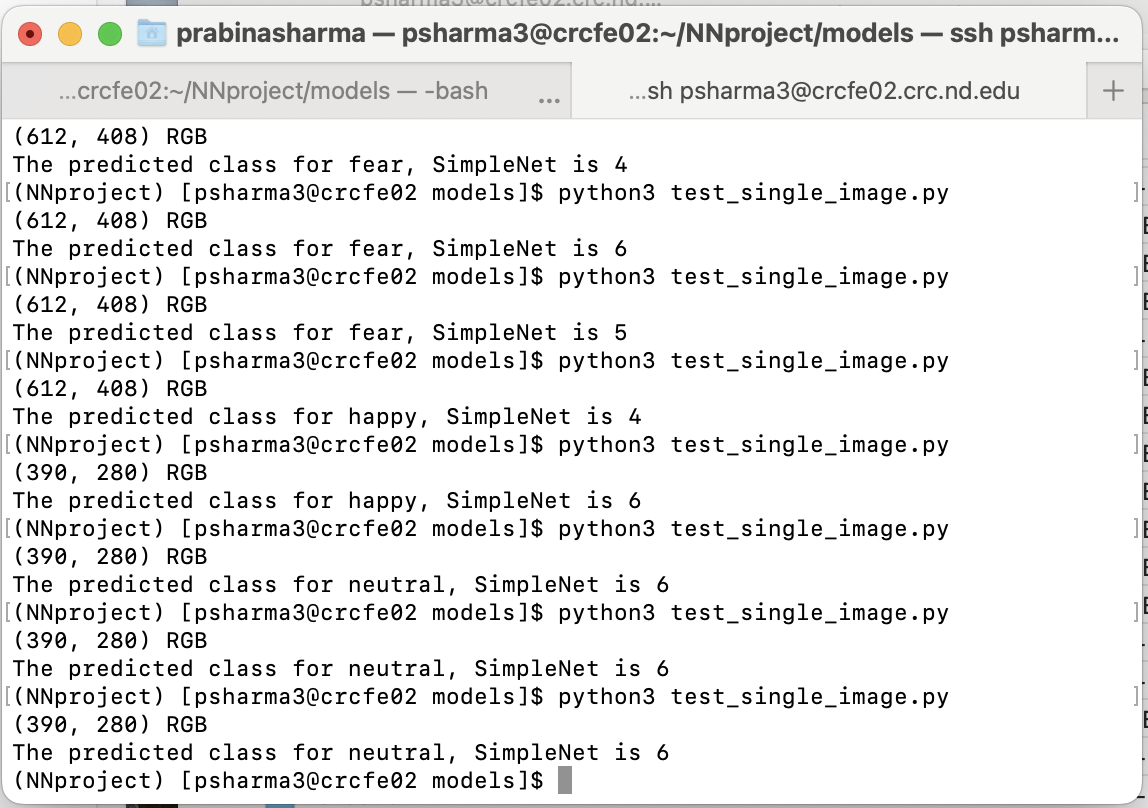 prabinasharma — psharma3@crcfe02:~/NNproject/models — ssh psharm...
...crcfe02:~/NNproject/models — -bash ...
...sh psharma3@crcfe02.crc.nd.edu +
(612, 408) RGB
The predicted class for fear, SimpleNet is 4
[(NNproject) [psharma3@crcfe02 models]$ python3 test_single_image.py ]
(612, 408) RGB
The predicted class for fear, SimpleNet is 6
[(NNproject) [psharma3@crcfe02 models]$ python3 test_single_image.py ]
(612, 408) RGB
The predicted class for fear, SimpleNet is 5
[(NNproject) [psharma3@crcfe02 models]$ python3 test_single_image.py ]
(612, 408) RGB
The predicted class for happy, SimpleNet is 4
[(NNproject) [psharma3@crcfe02 models]$ python3 test_single_image.py ]
(390, 280) RGB
The predicted class for happy, SimpleNet is 6
[(NNproject) [psharma3@crcfe02 models]$ python3 test_single_image.py ]
(390, 280) RGB
The predicted class for neutral, SimpleNet is 6
[(NNproject) [psharma3@crcfe02 models]$ python3 test_single_image.py ]
(390, 280) RGB
The predicted class for neutral, SimpleNet is 6
[(NNproject) [psharma3@crcfe02 models]$ python3 test_single_image.py ]
(390, 280) RGB
The predicted class for neutral, SimpleNet is 6
(NNproject) [psharma3@crcfe02 models]$